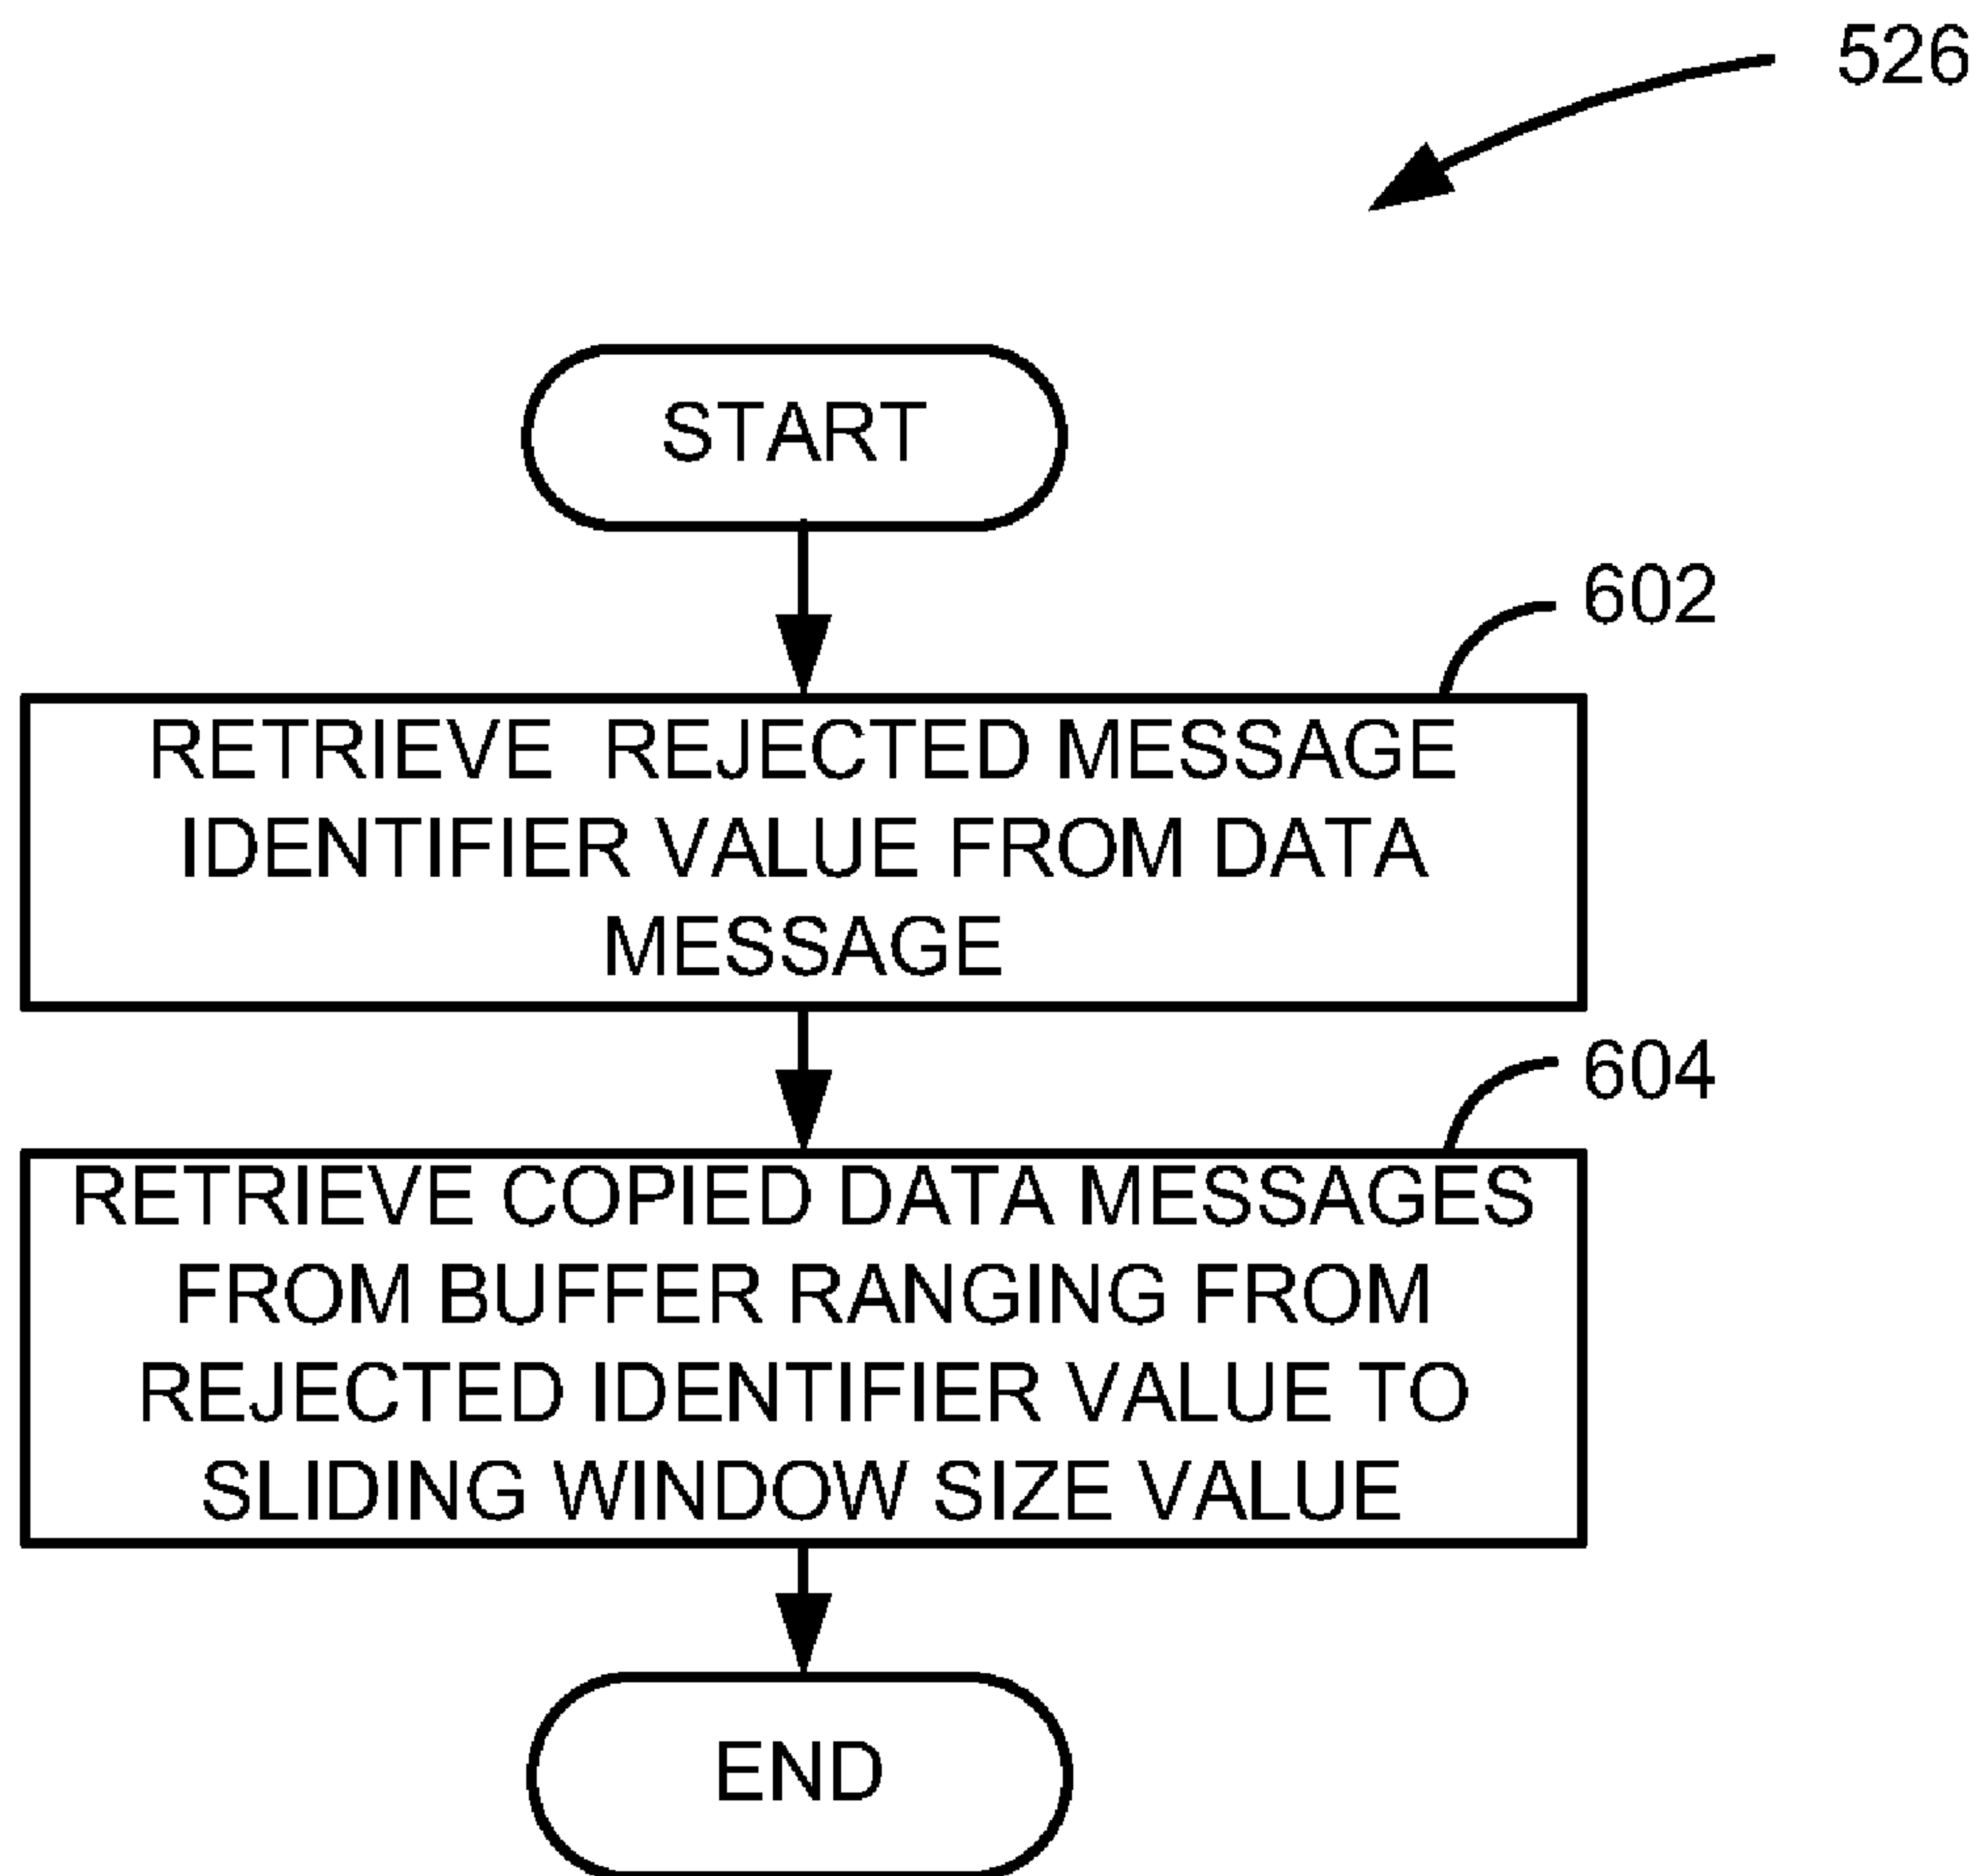 526
START
602
RETRIEVE REJECTED MESSAGE
IDENTIFIER VALUE FROM DATA
MESSAGE
604
RETRIEVE COPIED DATA MESSAGES
FROM BUFFER RANGING FROM
REJECTED IDENTIFIER VALUE TO
SLIDING WINDOW SIZE VALUE
END